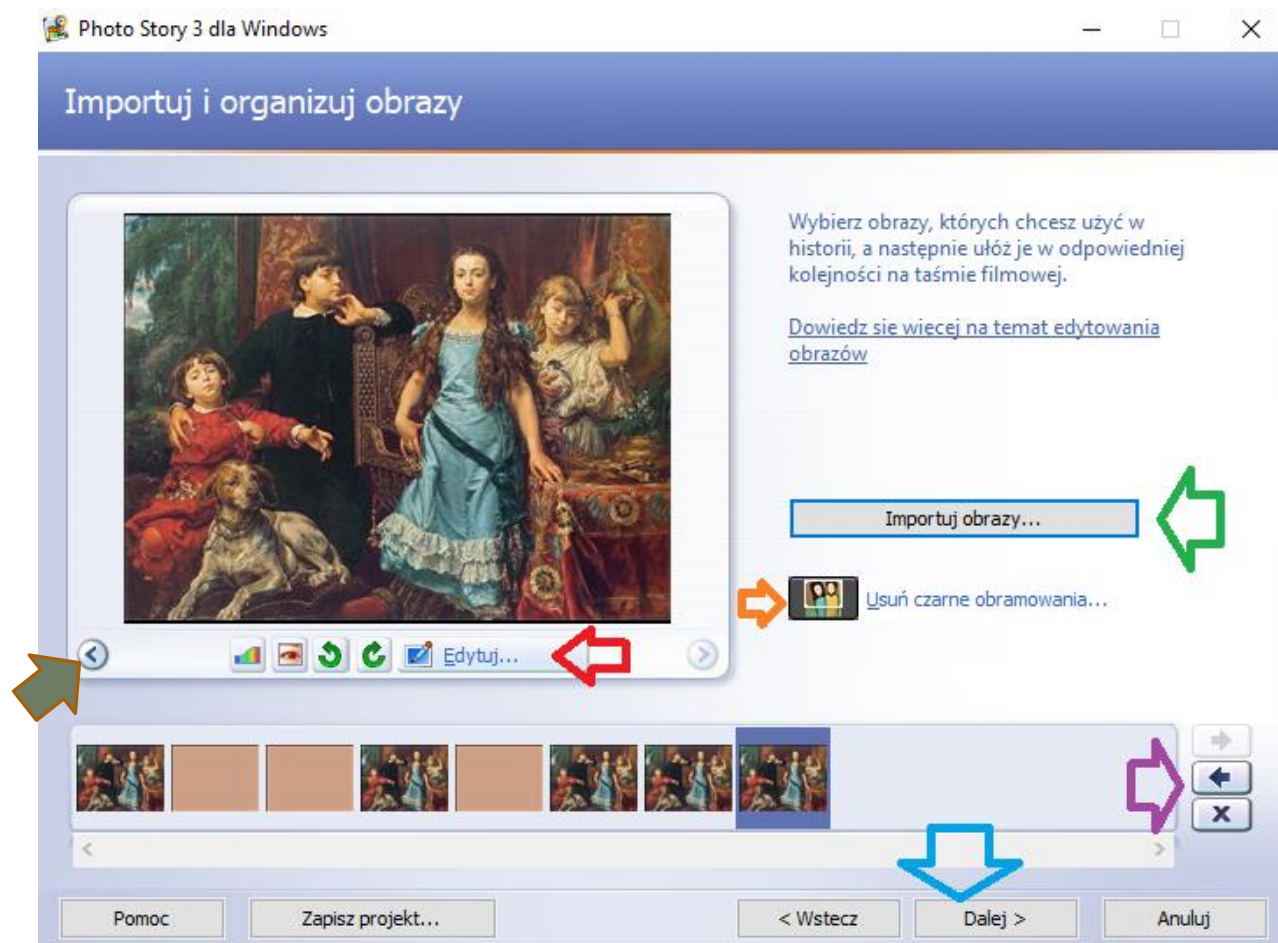 Photo Story 3 dla Windows
Importuj i organizuj obrazy
Wybierz obrazy, których chcesz użyć w
historii, a następnie ułóż je w odpowiedniej
kolejności na taśmie filmowej.
Dowiedz się więcej na temat edytowania
obrazów
Importuj obrazy...
Usuń czarne obramowania...
Edytuj...
Pomoc
Zapisz projekt...
< Wstecz
Dalej >
Anuluj